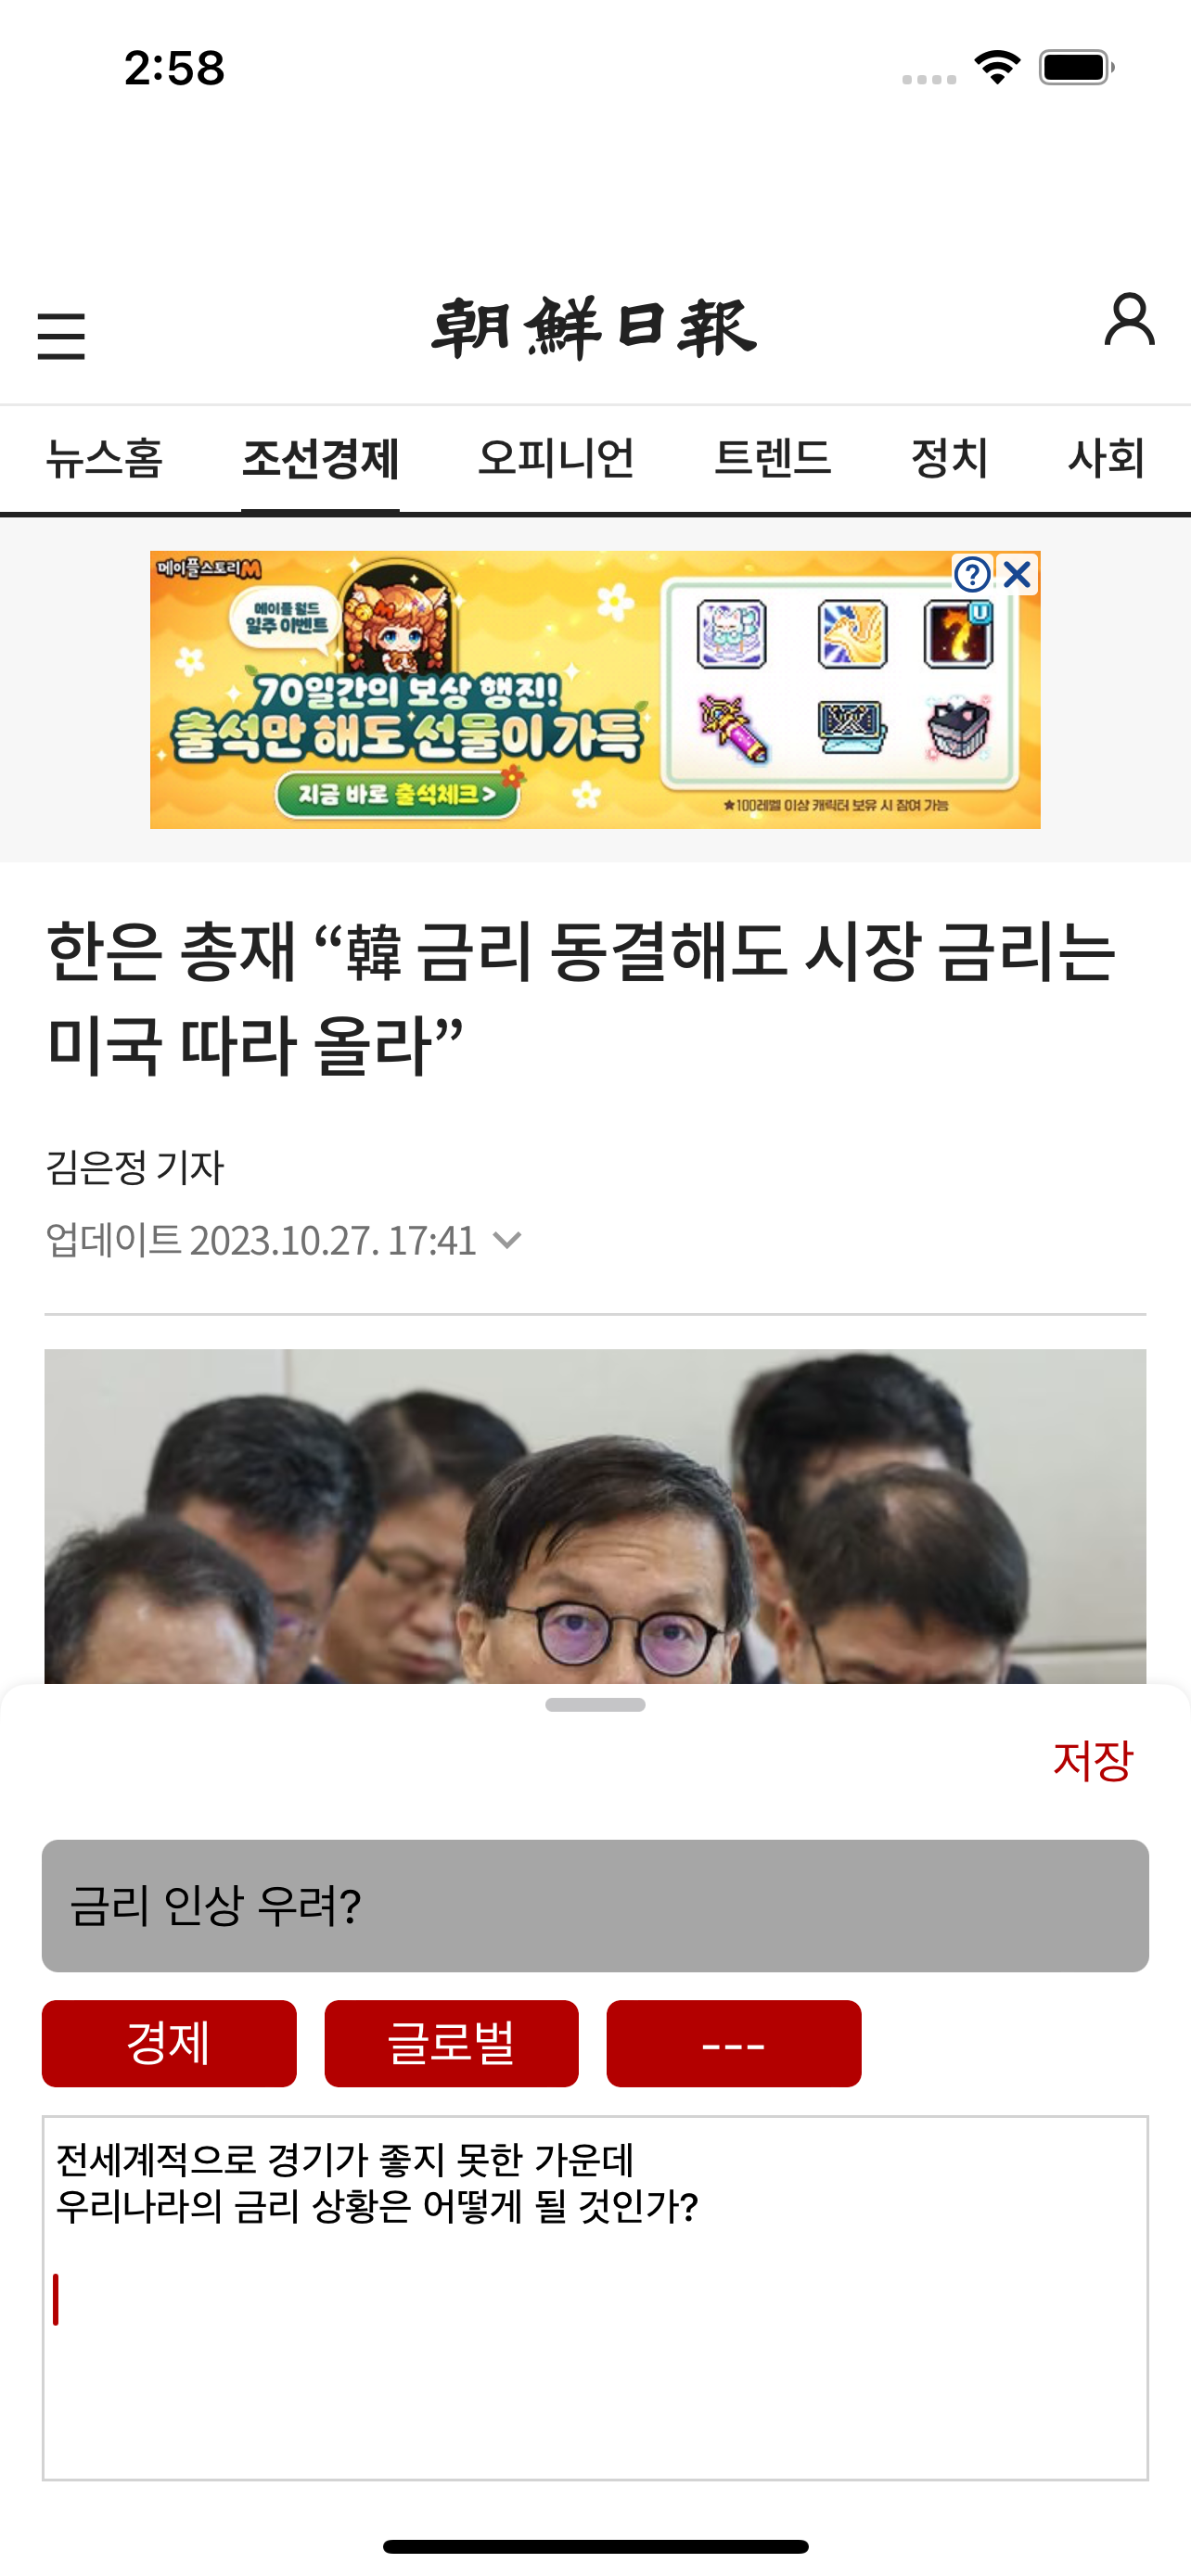 2:58
朝鮮日報
뉴스홈 조선경제 오피니언 트렌드 정치 사회
메이플스토리M
메이플 월드
일주 이벤트
70일간의 보상 행진!
출석만 해도 선물이 가득
지금 바로 출석체크>
U
★100레벨 이상 캐릭터 보유 시 참여 가능
한은 총재 “韓 금리 동결해도 시장 금리는
미국 따라 올라”
김은정 기자
업데이트 2023.10.27. 17:41
저장
금리 인상 우려?
경제 글로벌 ---
전세계적으로 경기가 좋지 못한 가운데
우리나라의 금리 상황은 어떻게 될 것인가?